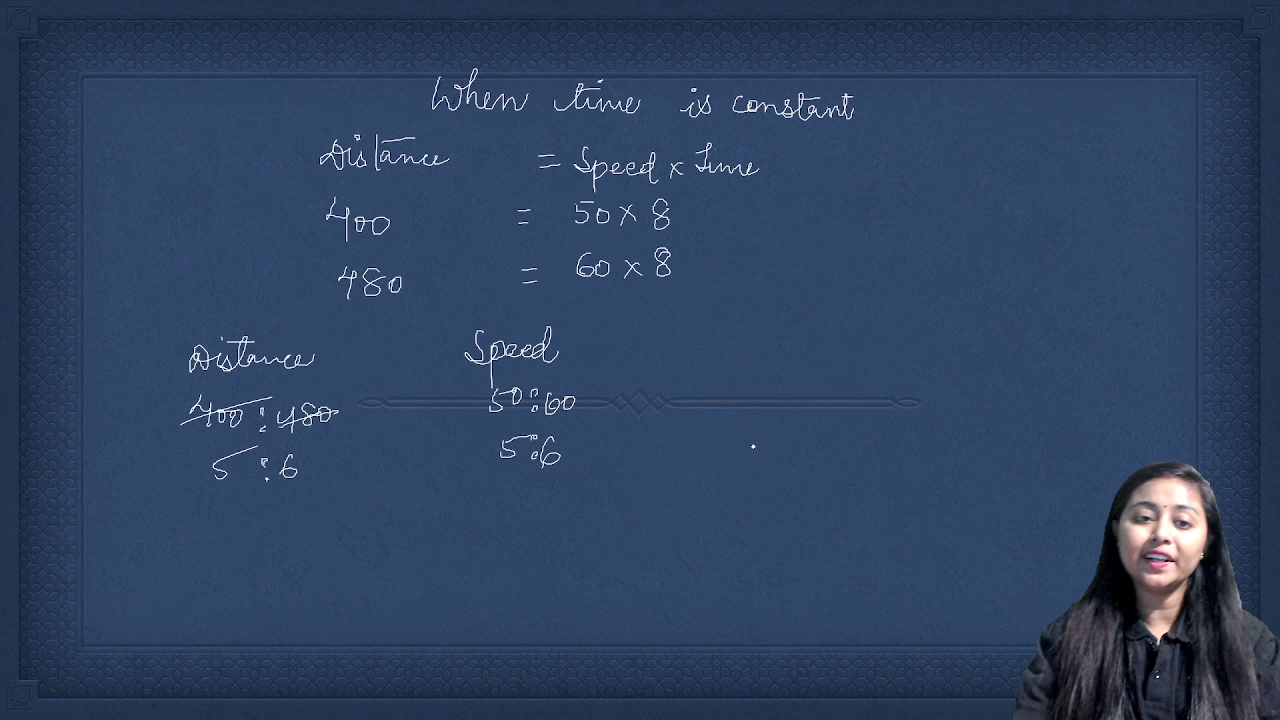 When time is constant
Distance = Speed x Time
400 = 50 x 8
480 = 60 x 8
Distance Speed
400 : 480 50 : 60
5 : 6 5 : 6